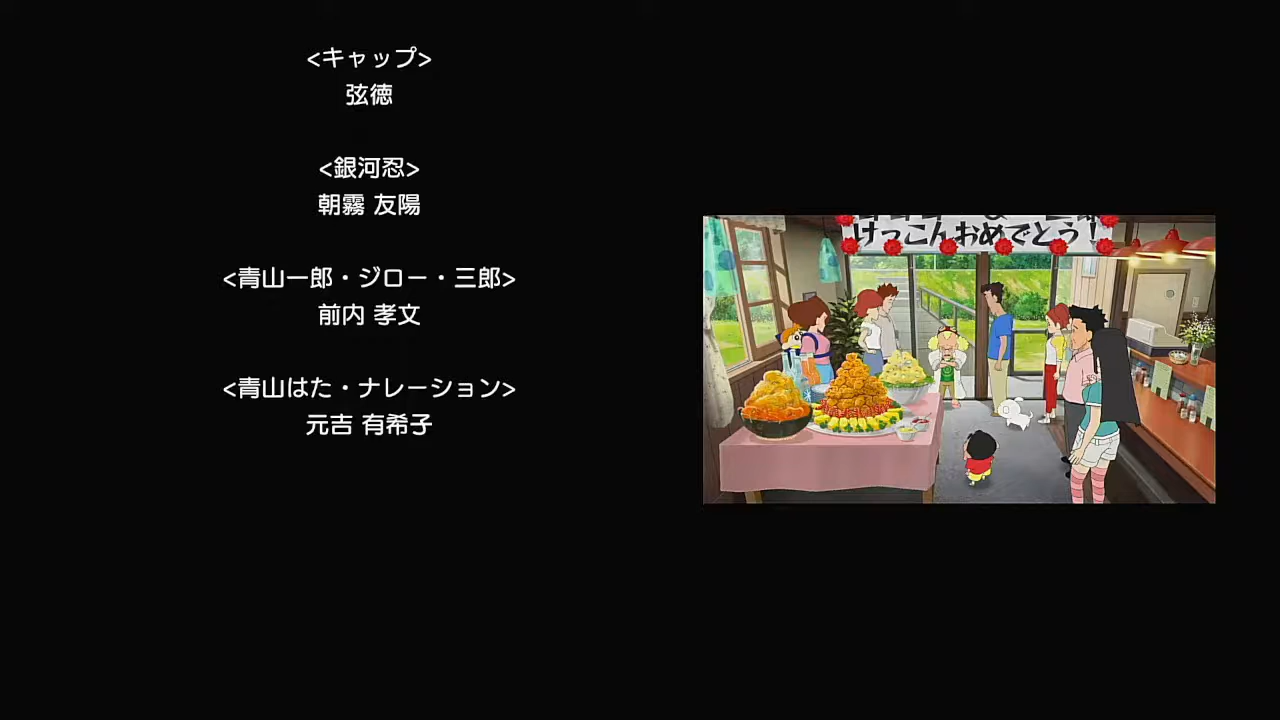 <キャップ>
弦徳
<銀河忍>
朝霧 友陽
<青山一郎・ジロー・三郎>
前内 孝文
<青山はた・ナレーション>
元吉 有希子
けっこんおめでとう!